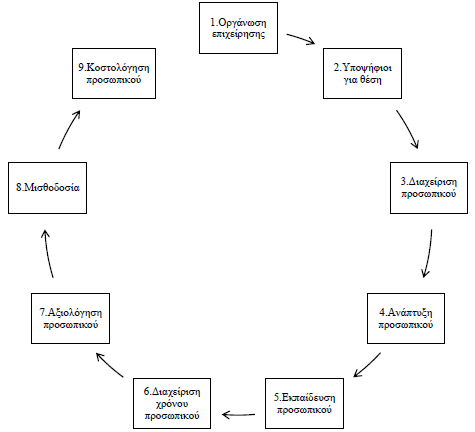 1.Οργάνωση
επιχείρησης
2.Υποψήφιοι
για θέση
3.Διαχείριση
προσωπικού
4.Ανάπτυξη
προσωπικού
5.Εκπαίδευση
προσωπικού
6.Διαχείριση
χρόνου
προσωπικού
7.Αξιολόγηση
προσωπικού
8.Μισθοδοσία
9.Κοστολόγηση
προσωπικού